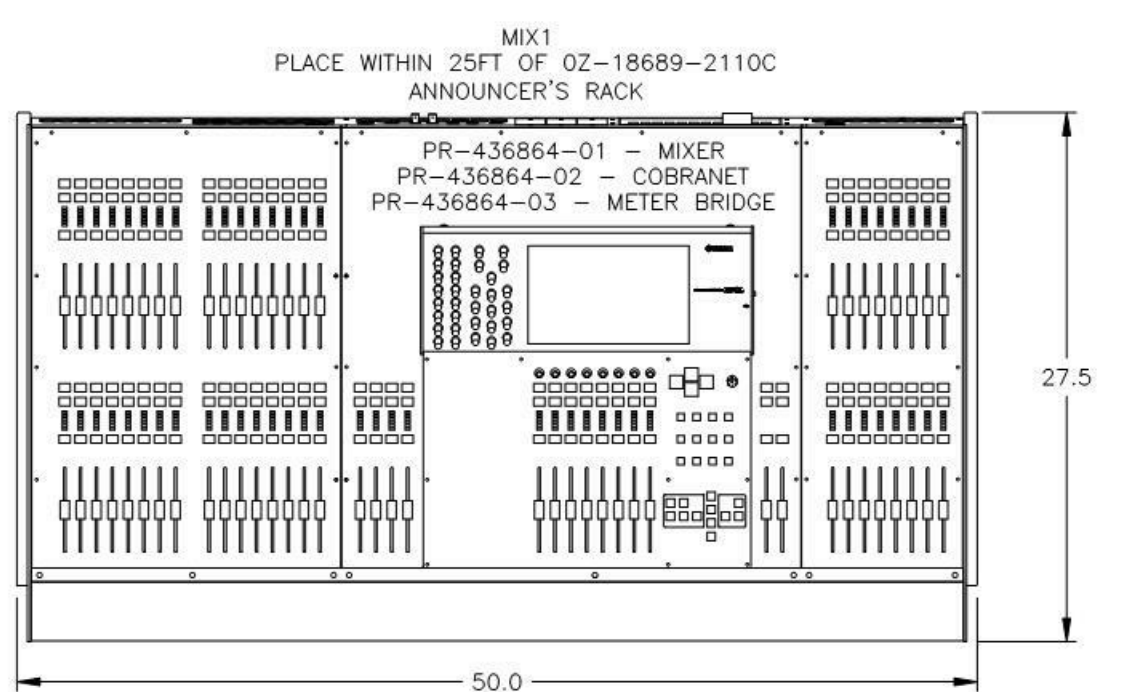 MIX1
PLACE WITHIN 25FT OF 0Z-18689-2110C
ANNOUNCER'S RACK
PR-436864-01 - MIXER
PR-436864-02 - COBRANET
PR-436864-03 - METER BRIDGE
27.5
50.0